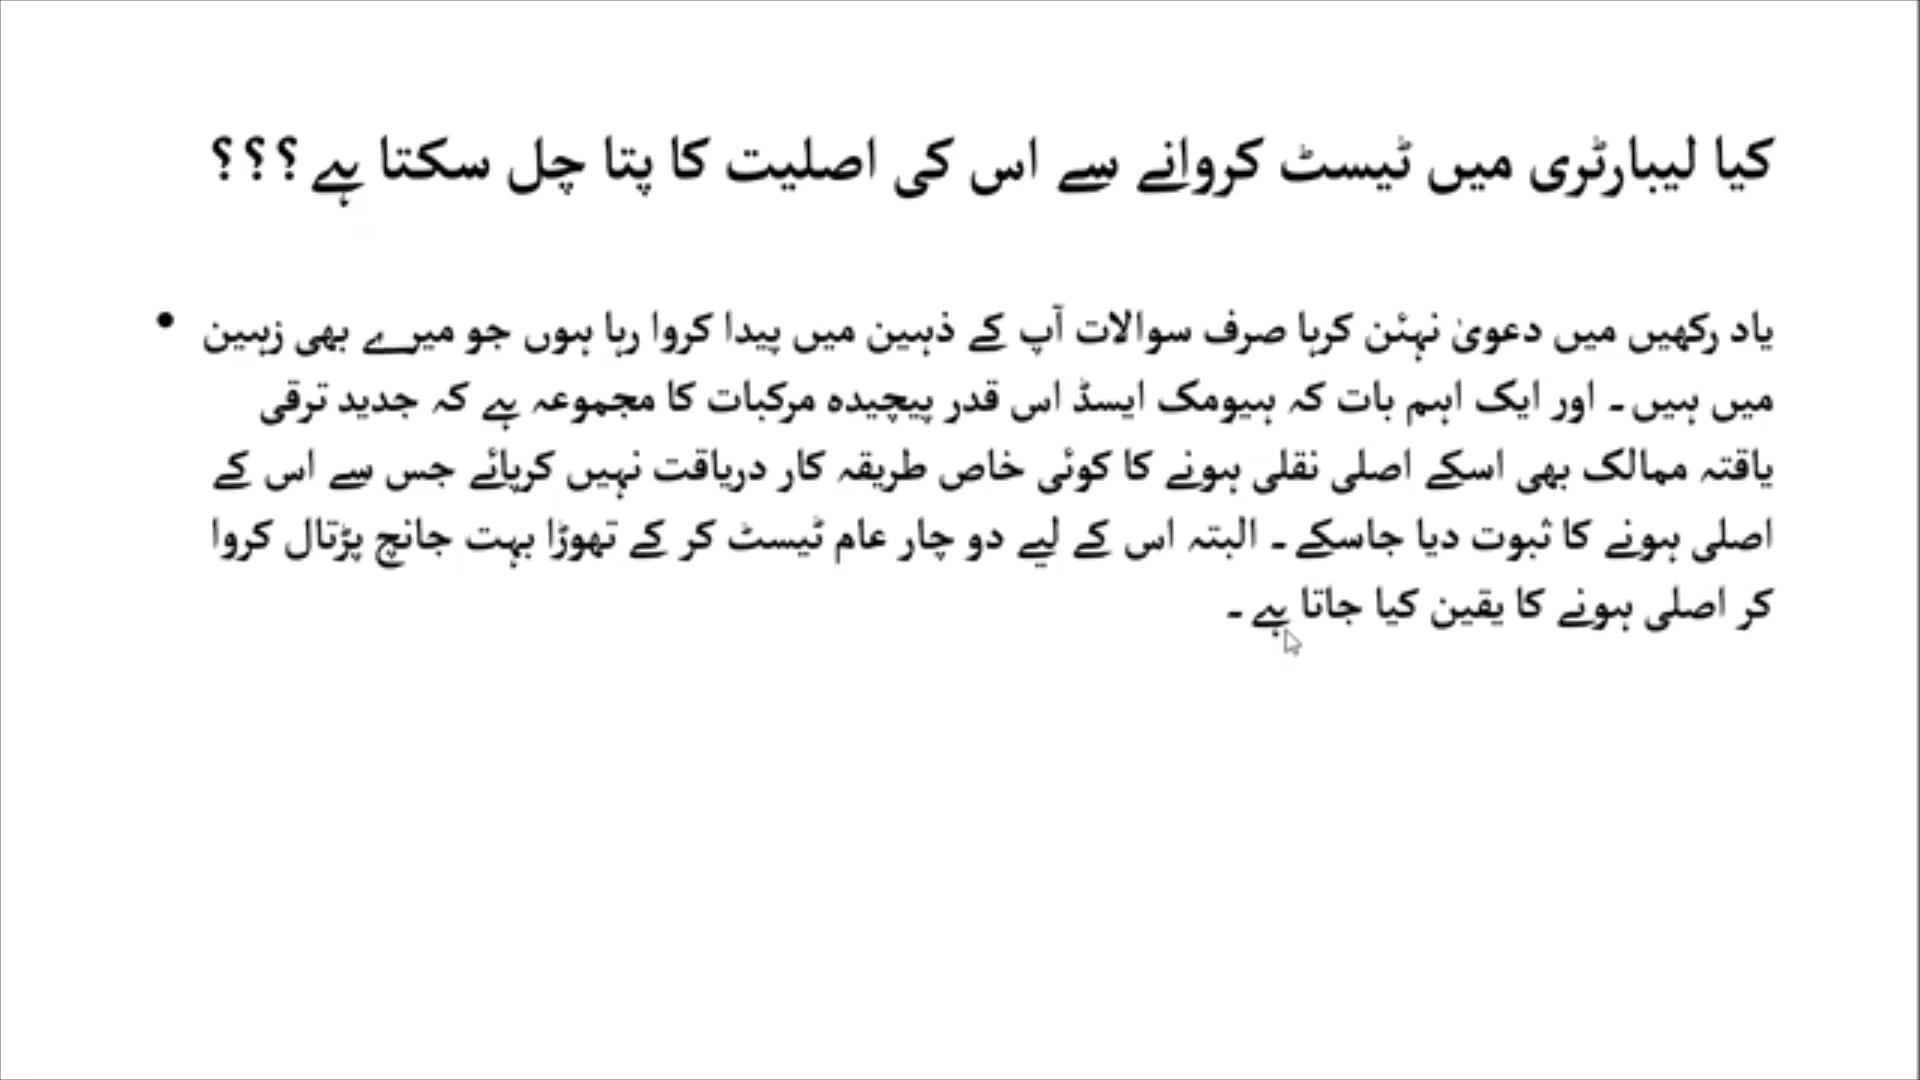 کیا لیبارٹری میں ٹیسٹ کروانے سے اس کی اصلیت کا پتا چل سکتا ہے ؟؟؟
• یاد رکھیں میں دعویٰ نہئن کرہا صرف سوالات آپ کے ذہین میں پیدا کروا رہا ہوں جو میرے بھی زہین
میں ہیں۔ اور ایک اہم بات کہ ہیومک ایسڈ اس قدر پیچیدہ مرکبات کا مجموعہ ہے کہ جدید ترقی
یاقتہ ممالک بھی اسکے اصلی نقلی ہونے کا کوئی خاص طریقہ کار دریاقت نہیں کرپائے جس سے اس کے
اصلی ہونے کا ثبوت دیا جاسکے۔ البتہ اس کے لیے دو چار عام ٹیسٹ کر کے تھوڑا بہت جانچ پڑتال کروا
کر اصلی ہونے کا یقین کیا جاتا ہے۔